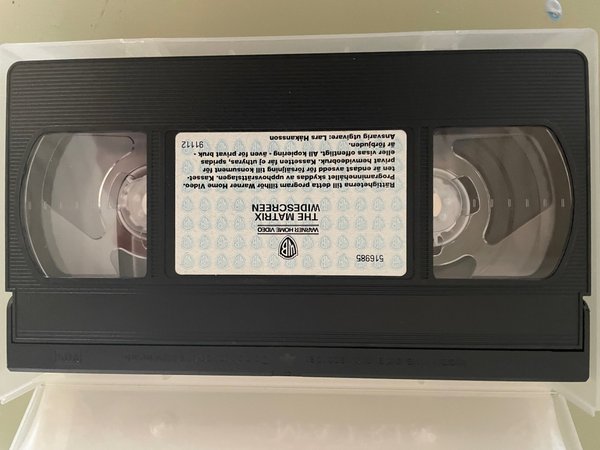 516985
WB
WARNER HOME VIDEO
THE MATRIX
WIDESCREEN
Rättigheterna till detta program tillhör Warner Home Video.
Programinnehållet skyddas av upphovsrättslagen. Kasset-
ten är endast avsedd för försäljning till konsument för
privat hemvideobruk. Kassetten får ej uthyras, spridas,
eller visas offentligt. All kopiering - även för privat bruk -
är förbjuden.
Ansvarig utgivare: Lars Håkansson 91112